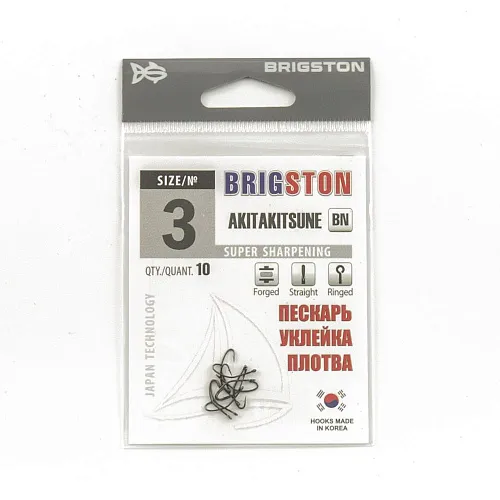 BRIGSTON
SIZE/№
3
QTY./QUANT. 10
BRIGSTON
AKITAKITSUNE BN
SUPER SHARPENING
Forged Straight Ringed
ПЕСКАРЬ
УКЛЕЙКА
ПЛОТВА
JAPAN TECHNOLOGY
HOOKS MADE
IN KOREA